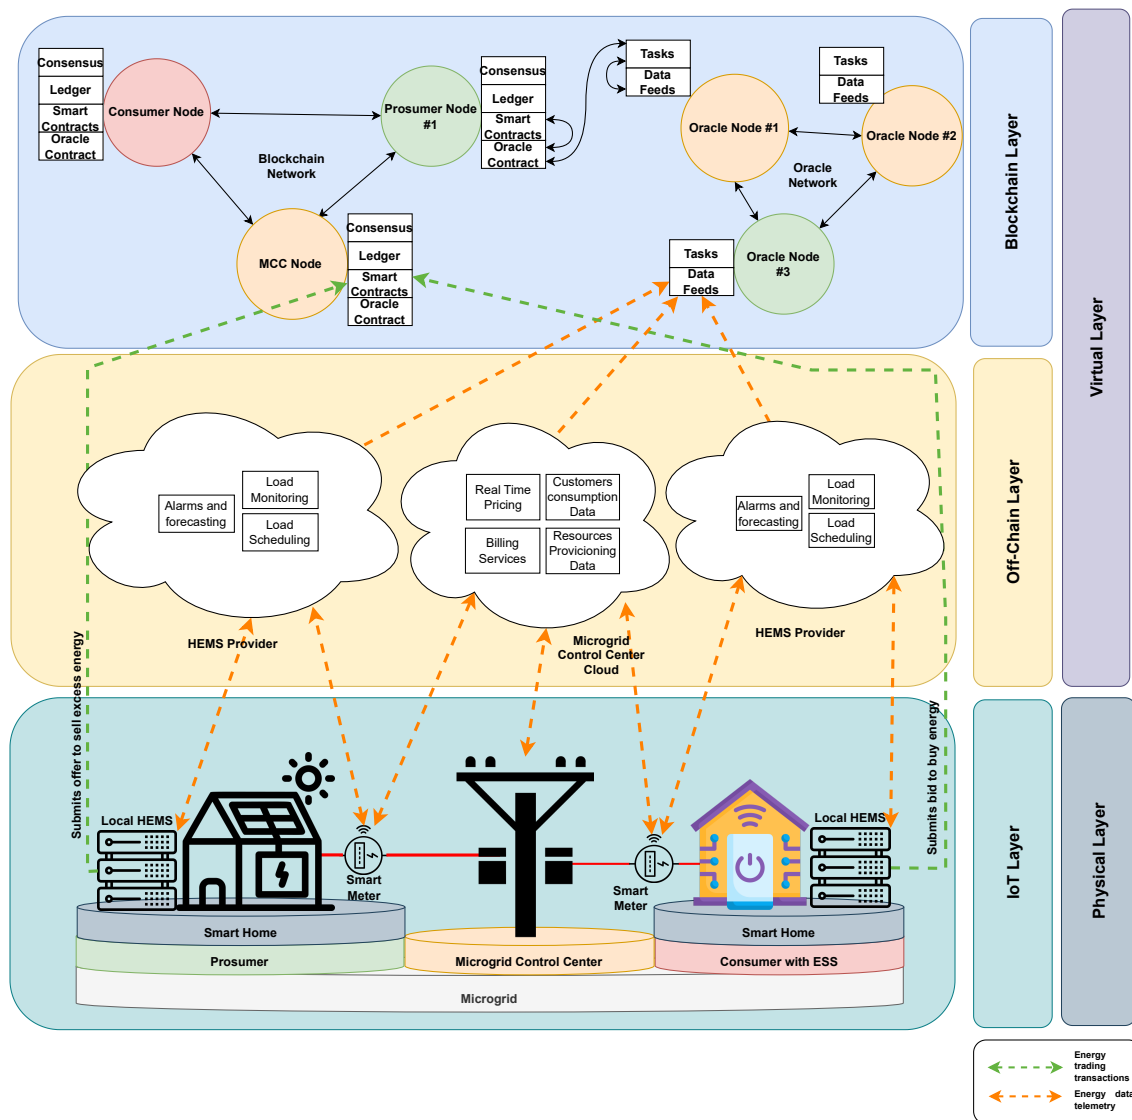 Consensus
Ledger
Smart
Contracts
Oracle
Contract
Consumer Node
Prosumer Node
#1
Consensus
Ledger
Smart
Contracts
Oracle
Contract
Tasks
Data
Feeds
Tasks
Data
Feeds
Oracle Node #1
Oracle Node #2
Blockchain
Network
Oracle
Network
MCC Node
Consensus
Ledger
Smart
Contracts
Oracle
Contract
Tasks
Data
Feeds
Oracle Node
#3
Blockchain Layer
Virtual Layer
Alarms and
forecasting
Load
Monitoring
Load
Scheduling
HEMS Provider
Real Time
Pricing
Customers
consumption
Data
Billing
Services
Resources
Provicioning
Data
Microgrid
Control Center
Cloud
Alarms and
forecasting
Load
Monitoring
Load
Scheduling
HEMS Provider
Off-Chain Layer
Submits offer to sell excess energy
Submits bid to buy energy
Local HEMS
Smart
Meter
Smart
Meter
Local HEMS
Smart Home
Smart Home
Prosumer
Microgrid Control Center
Consumer with ESS
Microgrid
IoT Layer
Physical Layer
Energy
trading
transactions
Energy data
telemetry